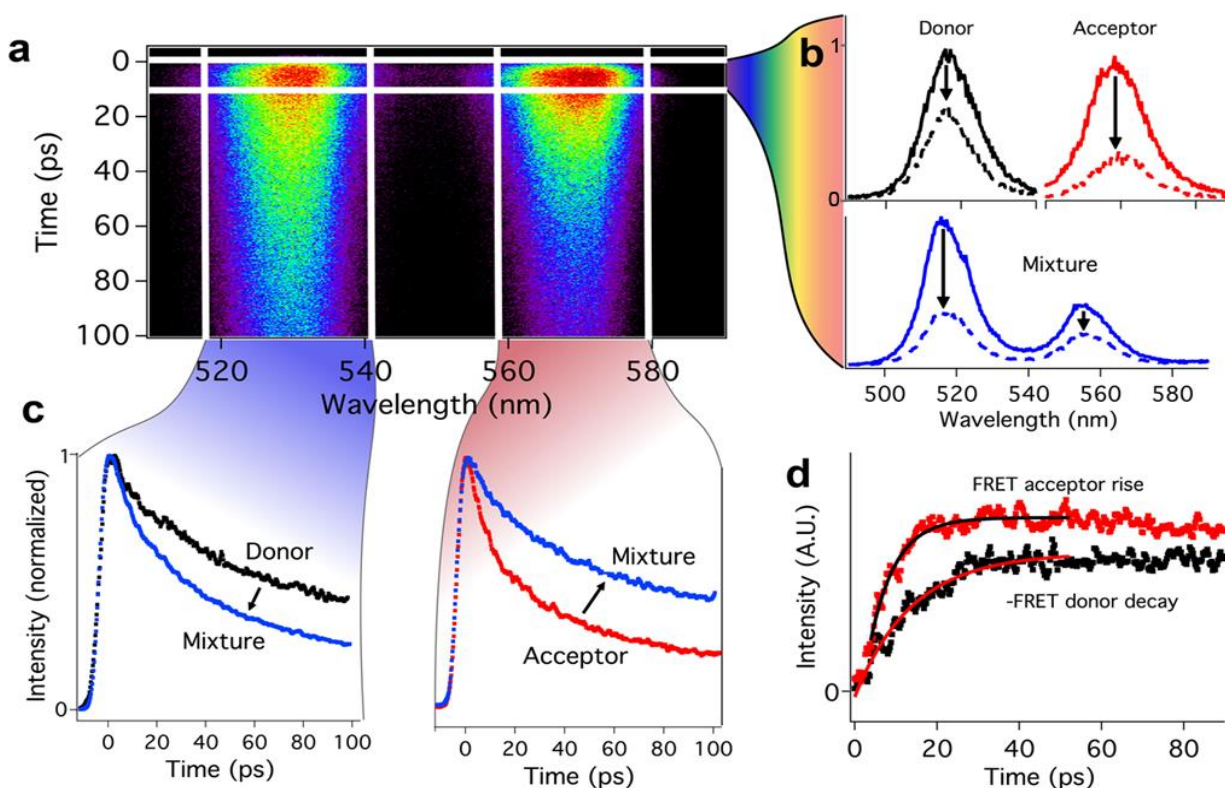 a
0
20
40
60
80
100
Time (ps)
520
540
560
580
Wavelength (nm)
b
Donor
Acceptor
1
0
Mixture
500
520
540
560
580
Wavelength (nm)
c
1
0
Intensity (normalized)
Donor
Mixture
0
20
40
60
80
100
Time (ps)
Mixture
Acceptor
0
20
40
60
80
100
Time (ps)
d
FRET acceptor rise
-FRET donor decay
Intensity (A.U.)
0
0
20
40
60
80
Time (ps)